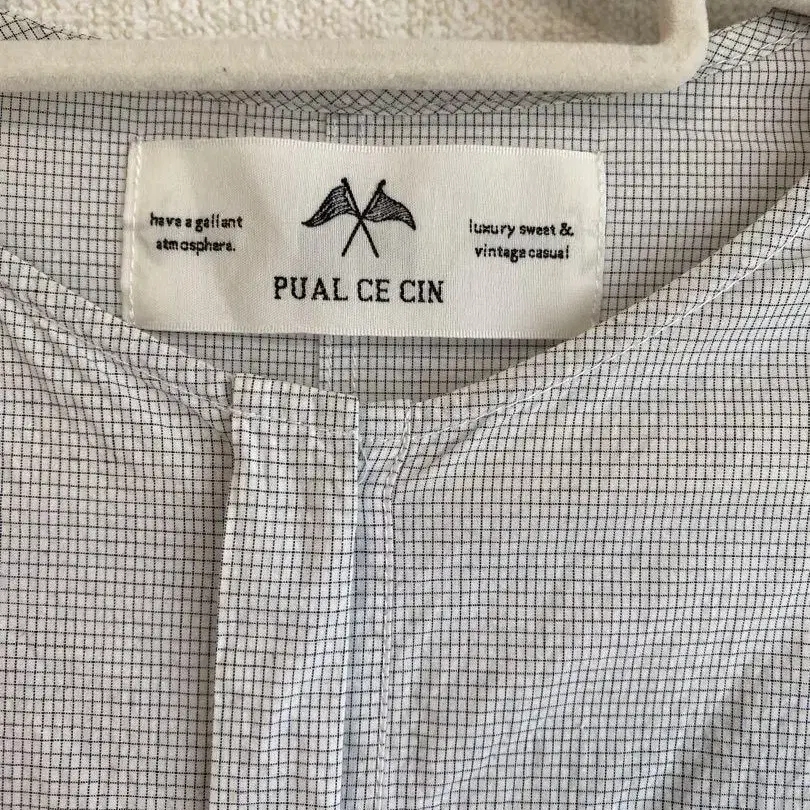 have a gallant
atmosphere.
luxury sweet &
vintage casual
PUAL CE CIN